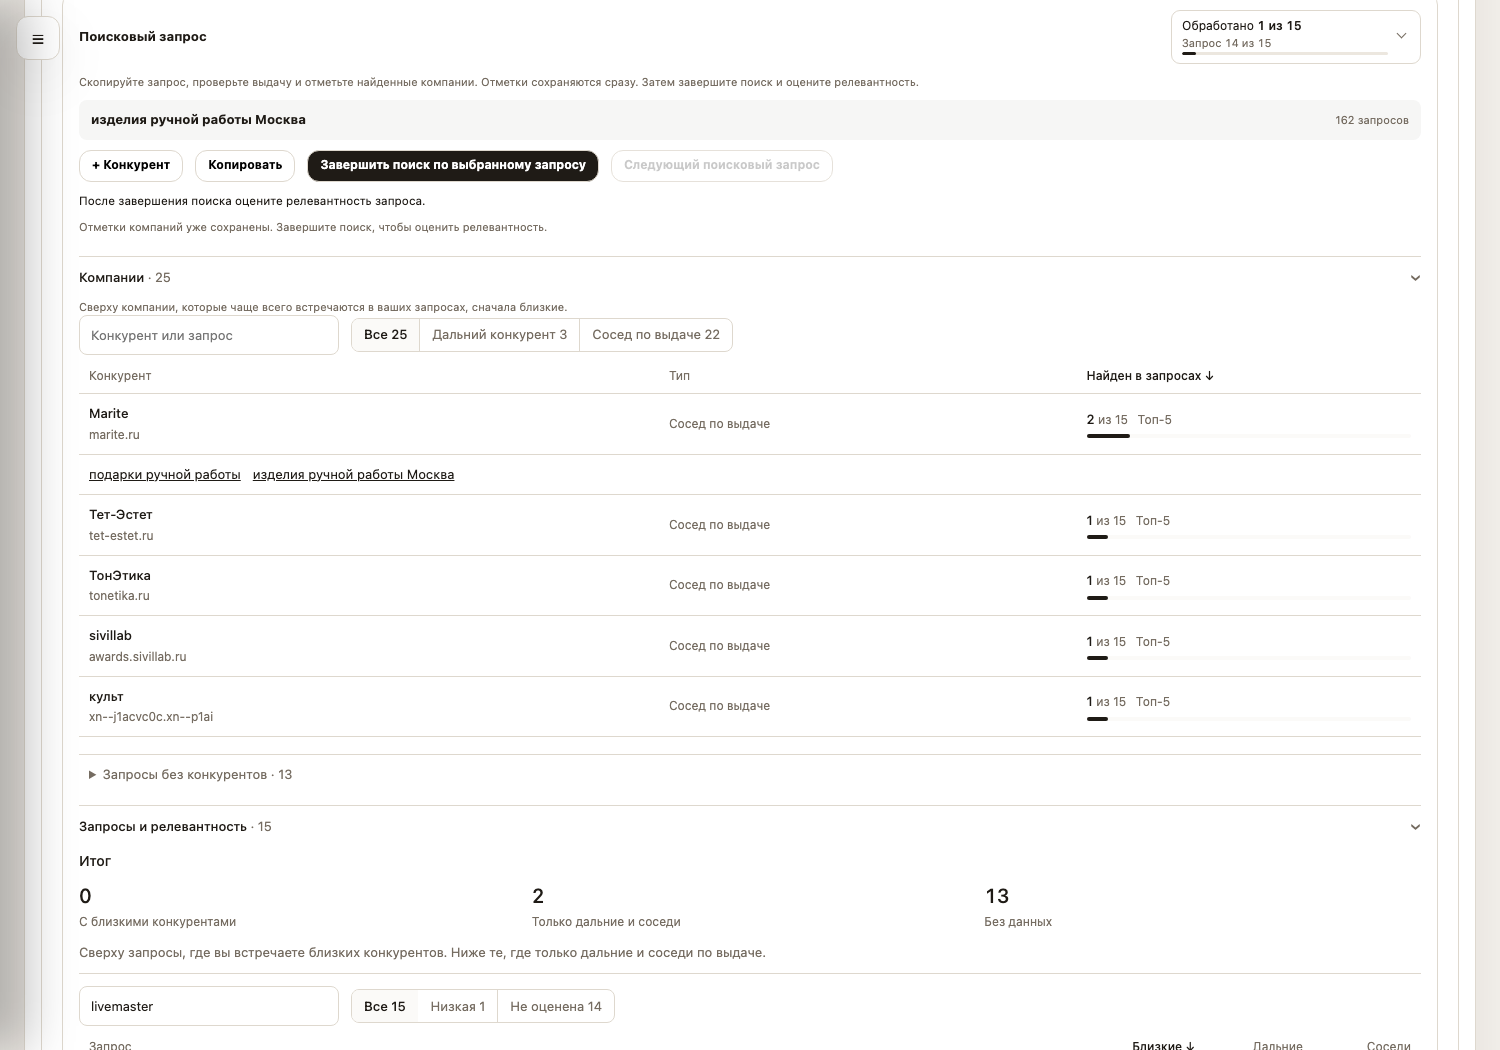 Поисковый запрос
Обработано 1 из 15
Запрос 14 из 15
Скопируйте запрос, проверьте выдачу и отметьте найденные компании. Отметки сохраняются сразу. Затем завершите поиск и оцените релевантность.
изделия ручной работы Москва
162 запросов
+ Конкурент
Копировать
Завершить поиск по выбранному запросу
Следующий поисковый запрос
После завершения поиска оцените релевантность запроса.
Отметки компаний уже сохранены. Завершите поиск, чтобы оценить релевантность.
Компании · 25
Сверху компании, которые чаще всего встречаются в ваших запросах, сначала близкие.
Конкурент или запрос
Все 25
Дальний конкурент 3
Сосед по выдаче 22
Конкурент
Тип
Найден в запросах ↓
Marite
marite.ru
Сосед по выдаче
2 из 15 Топ-5
подарки ручной работы
изделия ручной работы Москва
Тет-Эстет
tet-estet.ru
Сосед по выдаче
1 из 15 Топ-5
ТонЭтика
tonetika.ru
Сосед по выдаче
1 из 15 Топ-5
sivillab
awards.sivillab.ru
Сосед по выдаче
1 из 15 Топ-5
культ
xn--j1acvc0c.xn--p1ai
Сосед по выдаче
1 из 15 Топ-5
Запросы без конкурентов · 13
Запросы и релевантность · 15
Итог
0
С близкими конкурентами
2
Только дальние и соседи
13
Без данных
Сверху запросы, где вы встречаете близких конкурентов. Ниже те, где только дальние и соседи по выдаче.
livemaster
Все 15
Низкая 1
Не оценена 14
Запрос
Близкие ↓
Дальние
Соседи